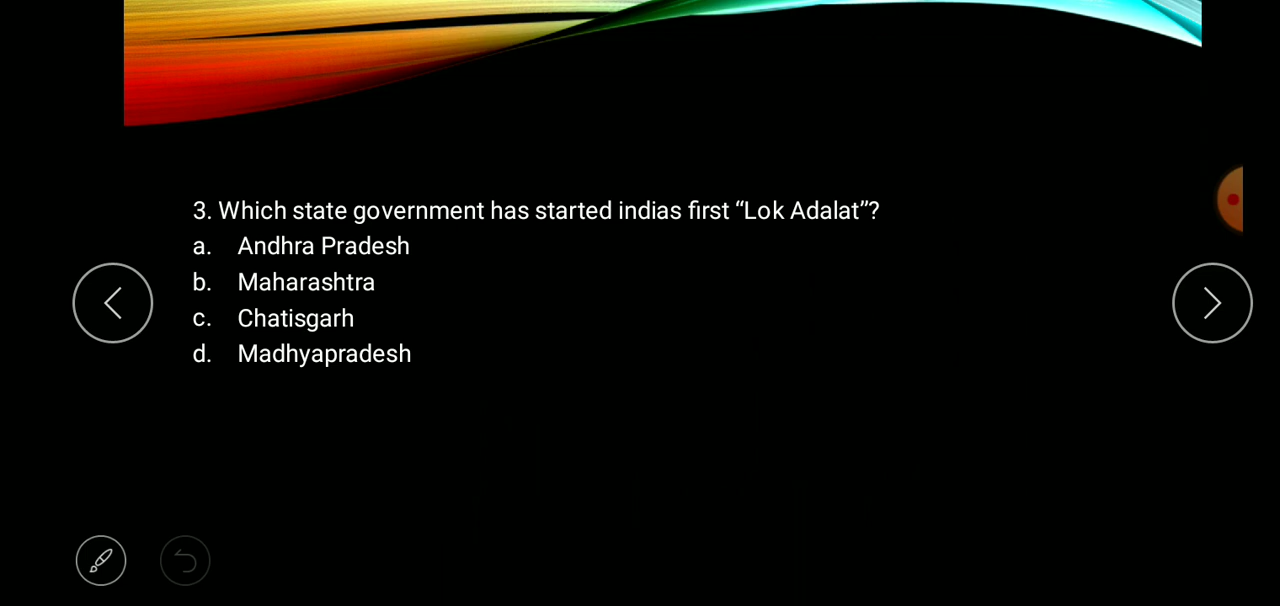 3. Which state government has started indias first “Lok Adalat”?
a. Andhra Pradesh
b. Maharashtra
c. Chatisgarh
d. Madhyapradesh